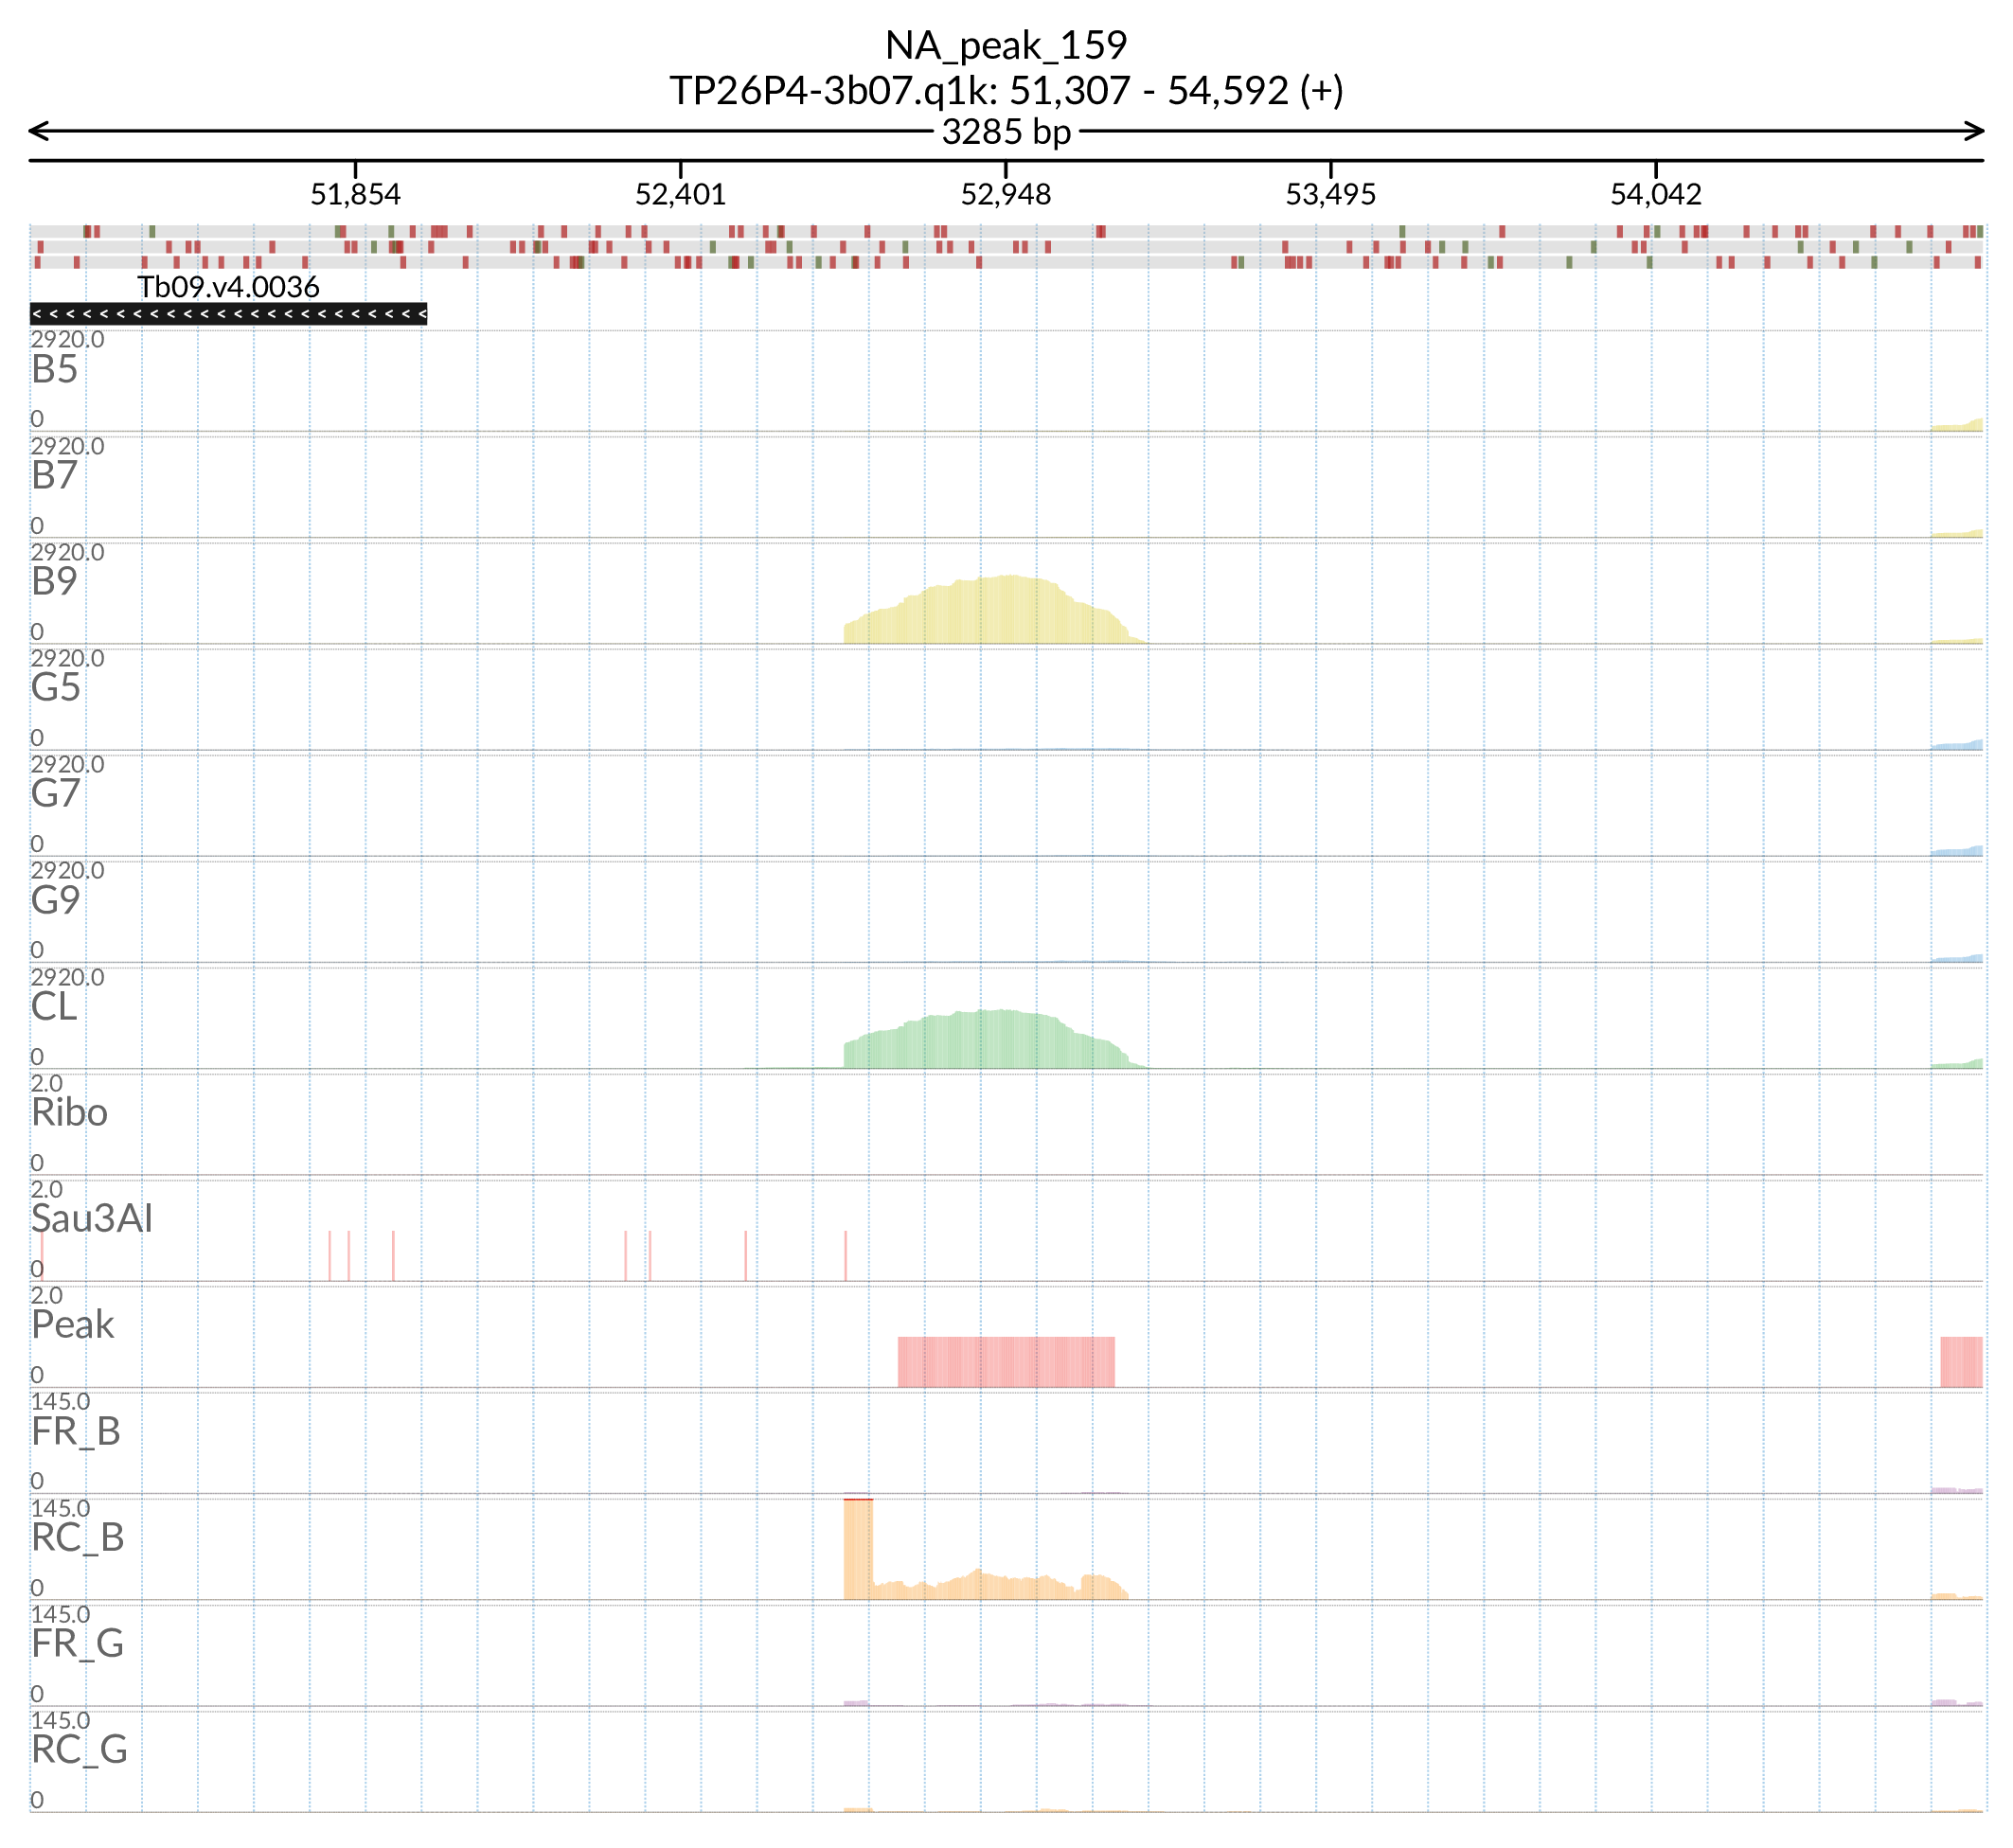 NA_peak_159
TP26P4-3b07.q1k: 51,307 - 54,592 (+)
3285 bp
51,854 52,401 52,948 53,495 54,042
Tb09.v4.0036
< < < < < < < < < < < < < < < < < < < < < < < <
2920.0
B5
0
2920.0
B7
0
2920.0
B9
0
2920.0
G5
0
2920.0
G7
0
2920.0
G9
0
2920.0
CL
0
2.0
Ribo
0
2.0
Sau3AI
0
2.0
Peak
0
145.0
FR_B
0
145.0
RC_B
0
145.0
FR_G
0
145.0
RC_G
0